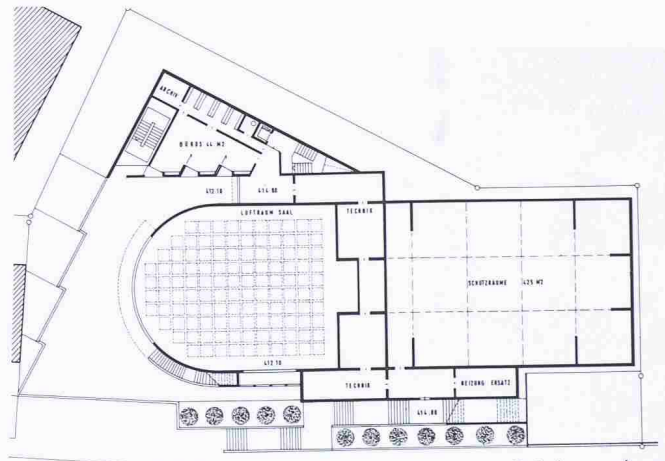 ARCHIV
BÜROS 44 M2
412.10
414.80
LUFTRAUM SAAL
TECHNIK
SCHUTZRÄUME 425 M2
412.10
TECHNIK
HEIZUNG ERSATZ
414.80